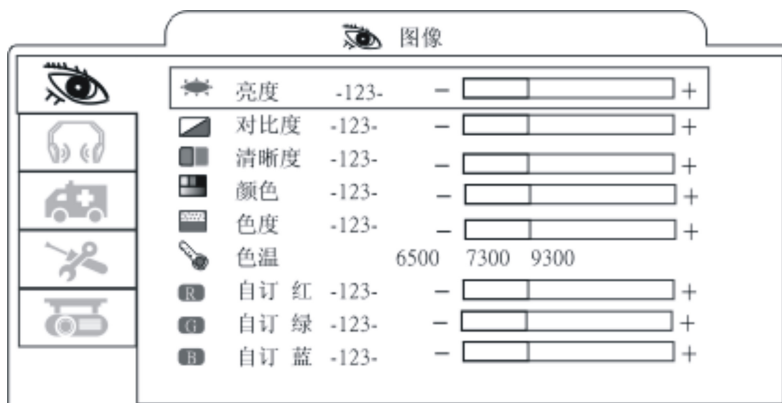 图像
亮度 -123- − +
对比度 -123- − +
清晰度 -123- − +
颜色 -123- − +
色度 -123- − +
色温 6500 7300 9300
R 自订 红 -123- − +
G 自订 绿 -123- − +
B 自订 蓝 -123- − +